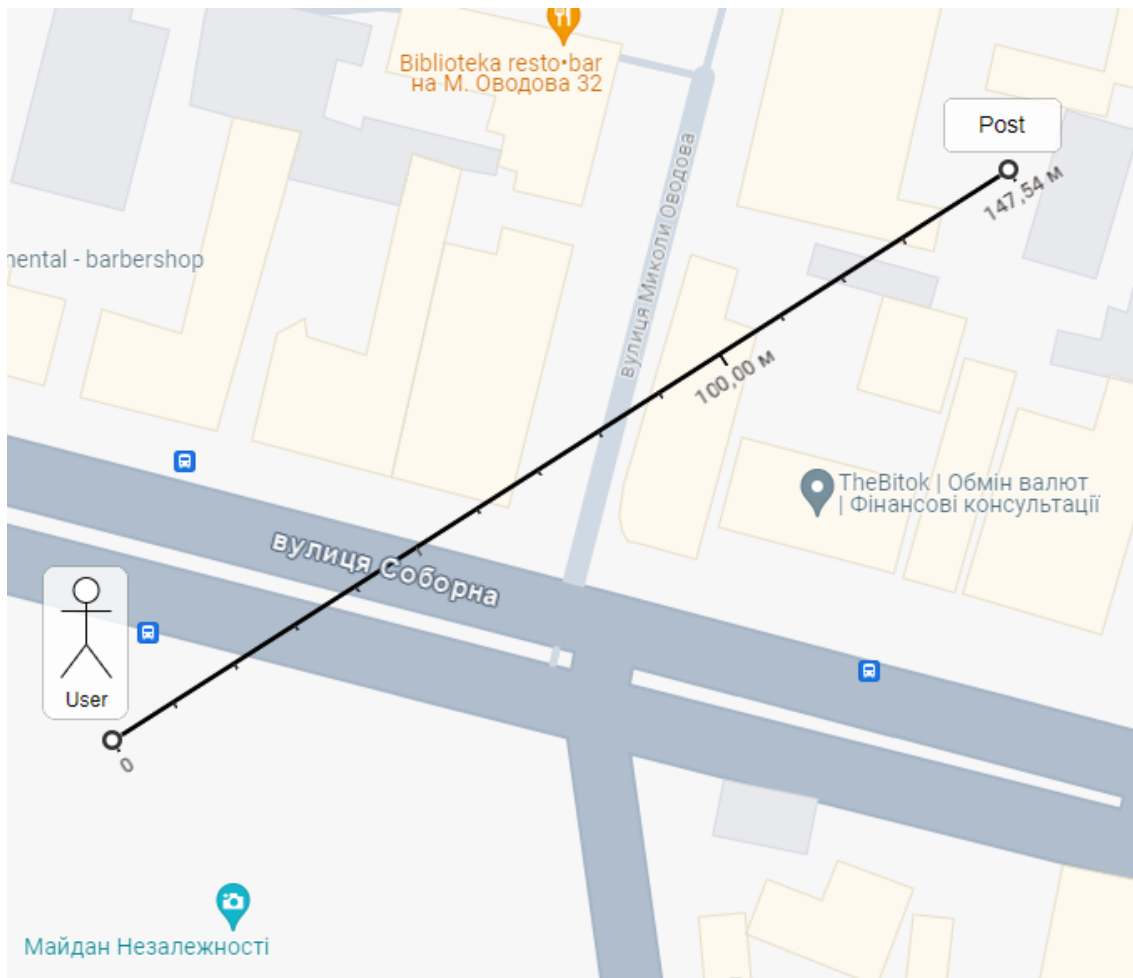 Biblioteka resto•bar
на М. Оводова 32
Post
147,54 м
вулиця Миколи Оводова
nental - barbershop
100,00 м
TheBitok | Обмін валют
| Фінансові консультації
вулиця Соборна
User
0
Майдан Незалежності